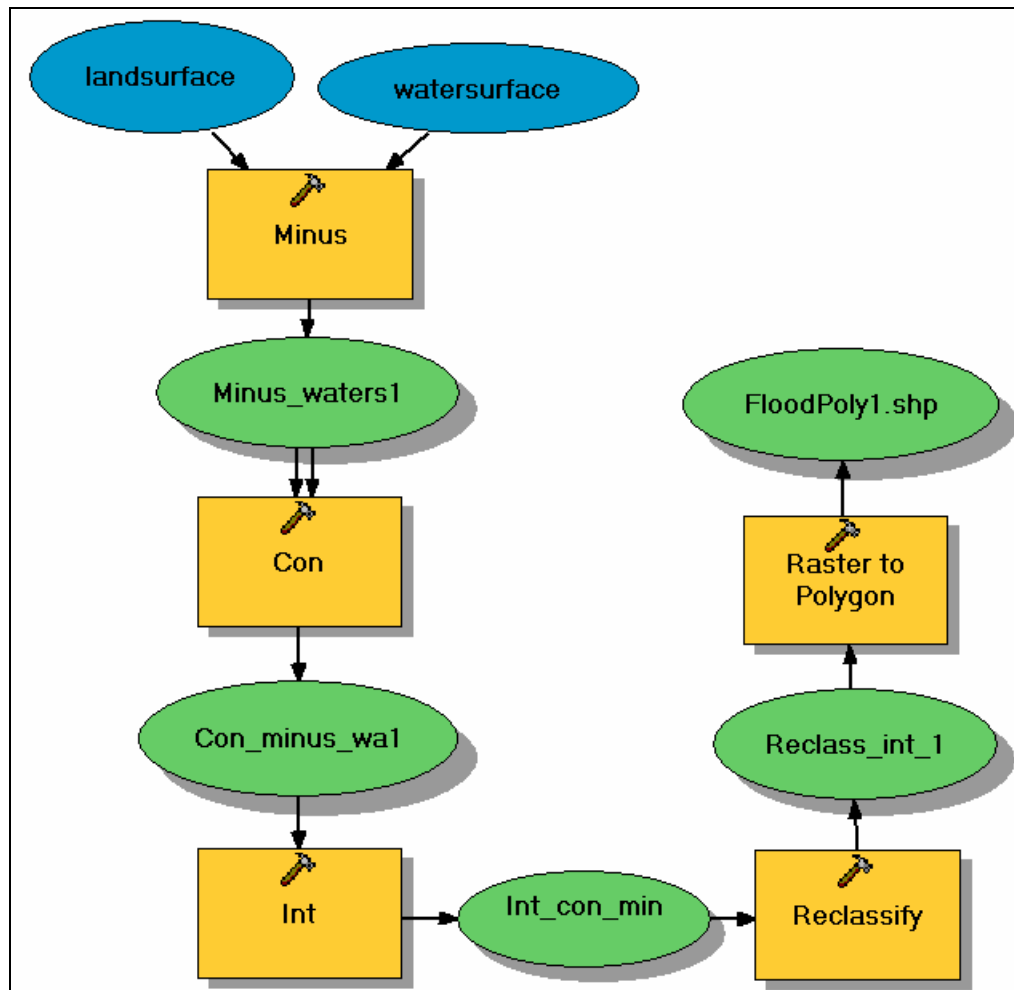 landsurface
watersurface
Minus
Minus_waters1
Con
Con_minus_wa1
Int
Int_con_min
Reclassify
Reclass_int_1
Raster to
Polygon
FloodPoly1.shp